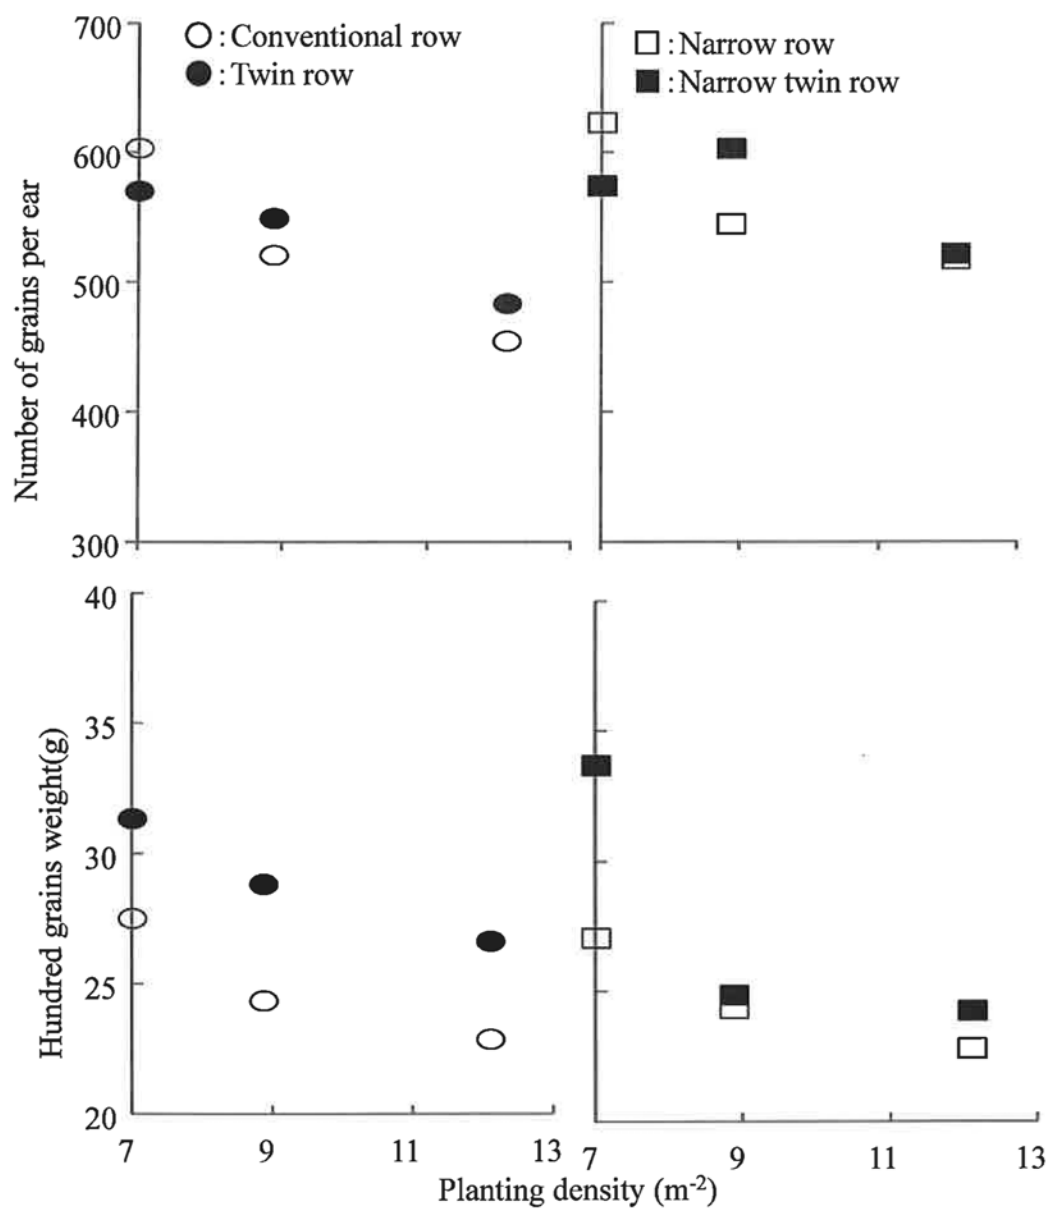 700
600
500
400
300
Number of grains per ear
: Conventional row
: Twin row
: Narrow row
: Narrow twin row
40
35
30
25
20
Hundred grains weight(g)
7 9 11 13
7 9 11 13
Planting density (m-2)